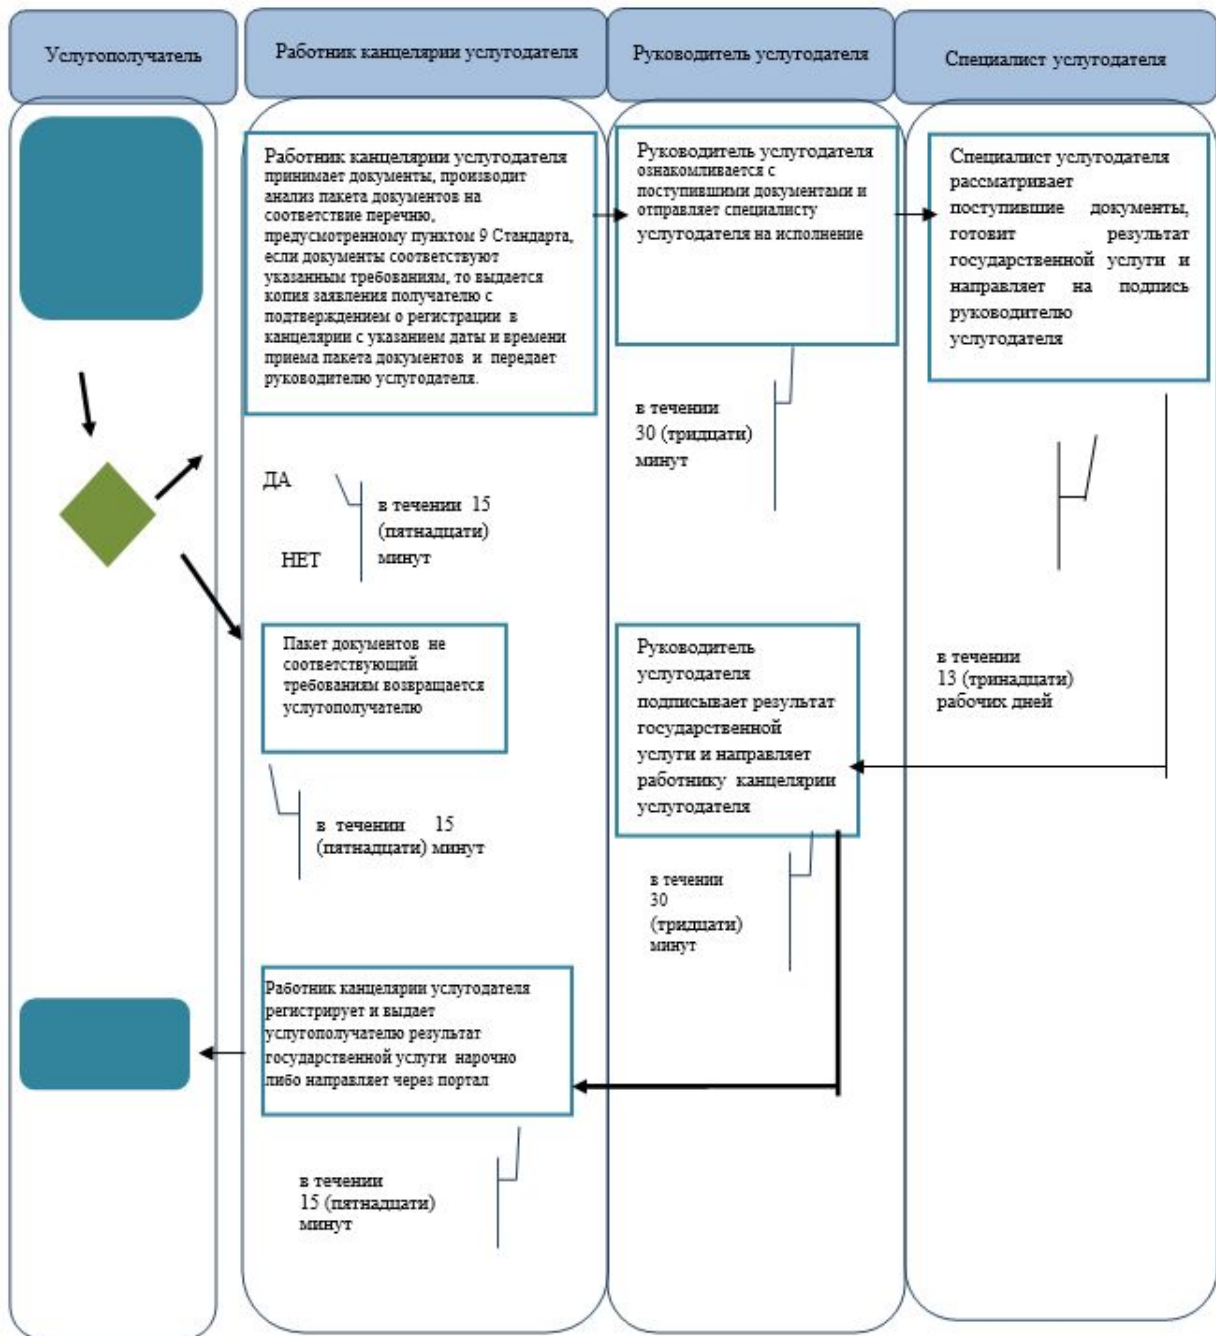 Услугополучатель
Работник канцелярии услугодателя
Руководитель услугодателя
Специалист услугодателя
Работник канцелярии услугодателя
принимает документы, производит
анализ пакета документов на
соответствие перечню,
предусмотренному пунктом 9 Стандарта,
если документы соответствуют
указанным требованиям, то выдается
копия заявления получателю с
подтверждением о регистрации в
канцелярии с указанием даты и времени
приема пакета документов и передает
руководителю услугодателя.
Руководитель услугодателя
ознакомливается с
поступившими документами и
отправляет специалисту
услугодателя на исполнение
Специалист услугодателя
рассматривает
поступившие документы,
готовит результат
государственной услуги и
направляет на подпись
руководителю
услугодателя
в течении
30 (тридцати)
минут
ДА
в течении 15
(пятнадцати)
минут
НЕТ
Пакет документов не
соответствующий
требованиям возвращается
услугополучателю
Руководитель
услугодателя
подписывает результат
государственной
услуги и направляет
работнику канцелярии
услугодателя
в течении
13 (тринадцати)
рабочих дней
в течении 15
(пятнадцати) минут
в течении
30
(тридцати)
минут
Работник канцелярии услугодателя
регистрирует и выдает
услугополучателю результат
государственной услуги нарочно
либо направляет через портал
в течении
15 (пятнадцати)
минут